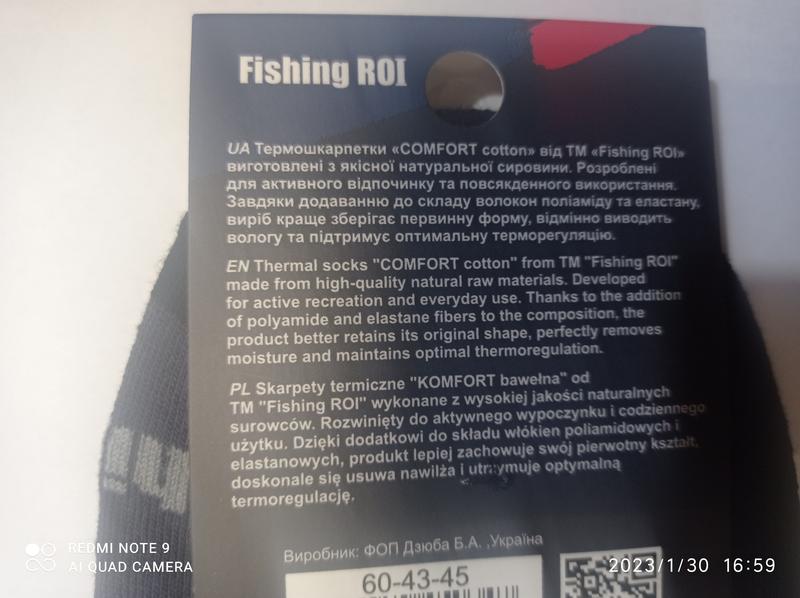 Fishing ROI
UA Термошкарпетки «COMFORT cotton» від ТМ «Fishing ROI»
виготовлені з якісної натуральної сировини. Розроблені
для активного відпочинку та повсякденного використання.
Завдяки додаванню до складу волокон поліаміду та еластану,
виріб краще зберігає первинну форму, відмінно виводить
вологу та підтримує оптимальну терморегуляцію.
EN Thermal socks "COMFORT cotton" from TM "Fishing ROI"
made from high-quality natural raw materials. Developed
for active recreation and everyday use. Thanks to the addition
of polyamide and elastane fibers to the composition, the
product better retains its original shape, perfectly removes
moisture and maintains optimal thermoregulation.
PL Skarpety termiczne "KOMFORT bawełna" od
TM "Fishing ROI" wykonane z wysokiej jakości naturalnych
surowców. Rozwinięty do aktywnego wypoczynku i codziennego
użytku. Dzięki dodatkowi do składu włókien poliamidowych i
elastanowych, produkt lepiej zachowuje swój pierwotny kształt,
doskonale się usuwa nawilża i utrzymuje optymalną
termoregulację.
Виробник: ФОП Дзюба Б.А. ,Україна
60-43-45
REDMI NOTE 9
AI QUAD CAMERA
2023/1/30 16:59